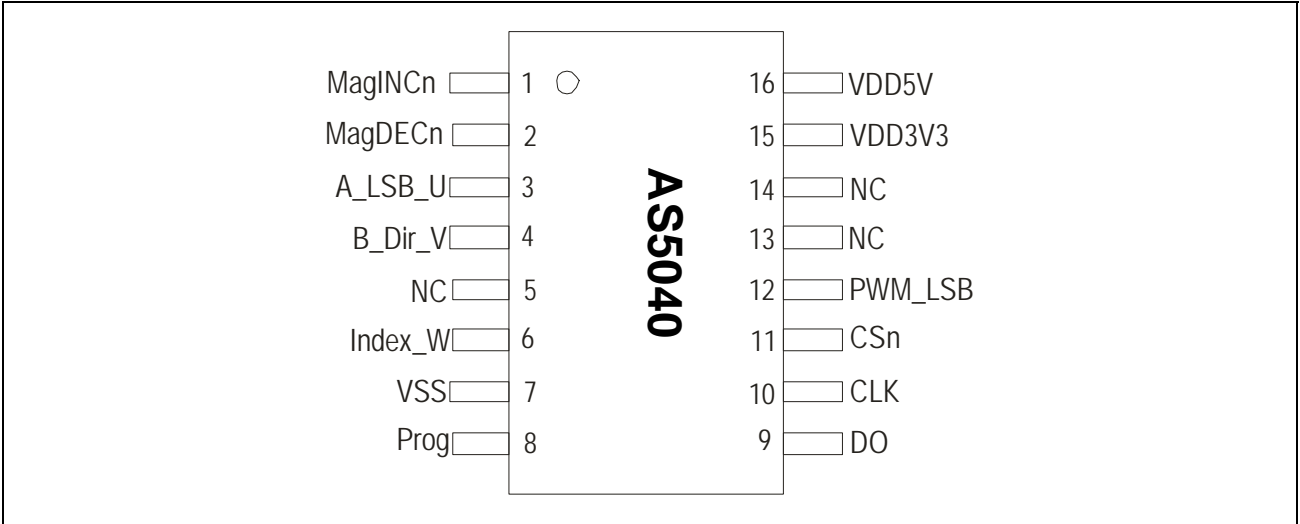 MagINCn 1 16 VDD5V
MagDECn 2 15 VDD3V3
A_LSB_U 3 14 NC
B_Dir_V 4 13 NC
NC 5 12 PWM_LSB
Index_W 6 11 CSn
VSS 7 10 CLK
Prog 8 9 DO
AS5040